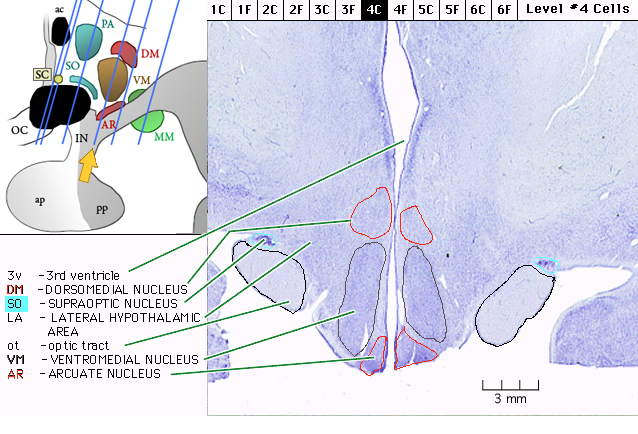 1C 1F 2C 2F 3C 3F 4C 4F 5C 5F 6C 6F Level #4 Cells
ac
PA
DM
SO
SC
VM
OC
IN
AR
MM
ap
PP
3v - 3rd ventricle
DM - DORSOMEDIAL NUCLEUS
SO - SUPRAOPTIC NUCLEUS
LA - LATERAL HYPOTHALAMIC
AREA
ot - optic tract
VM - VENTROMEDIAL NUCLEUS
AR - ARCUATE NUCLEUS
3 mm